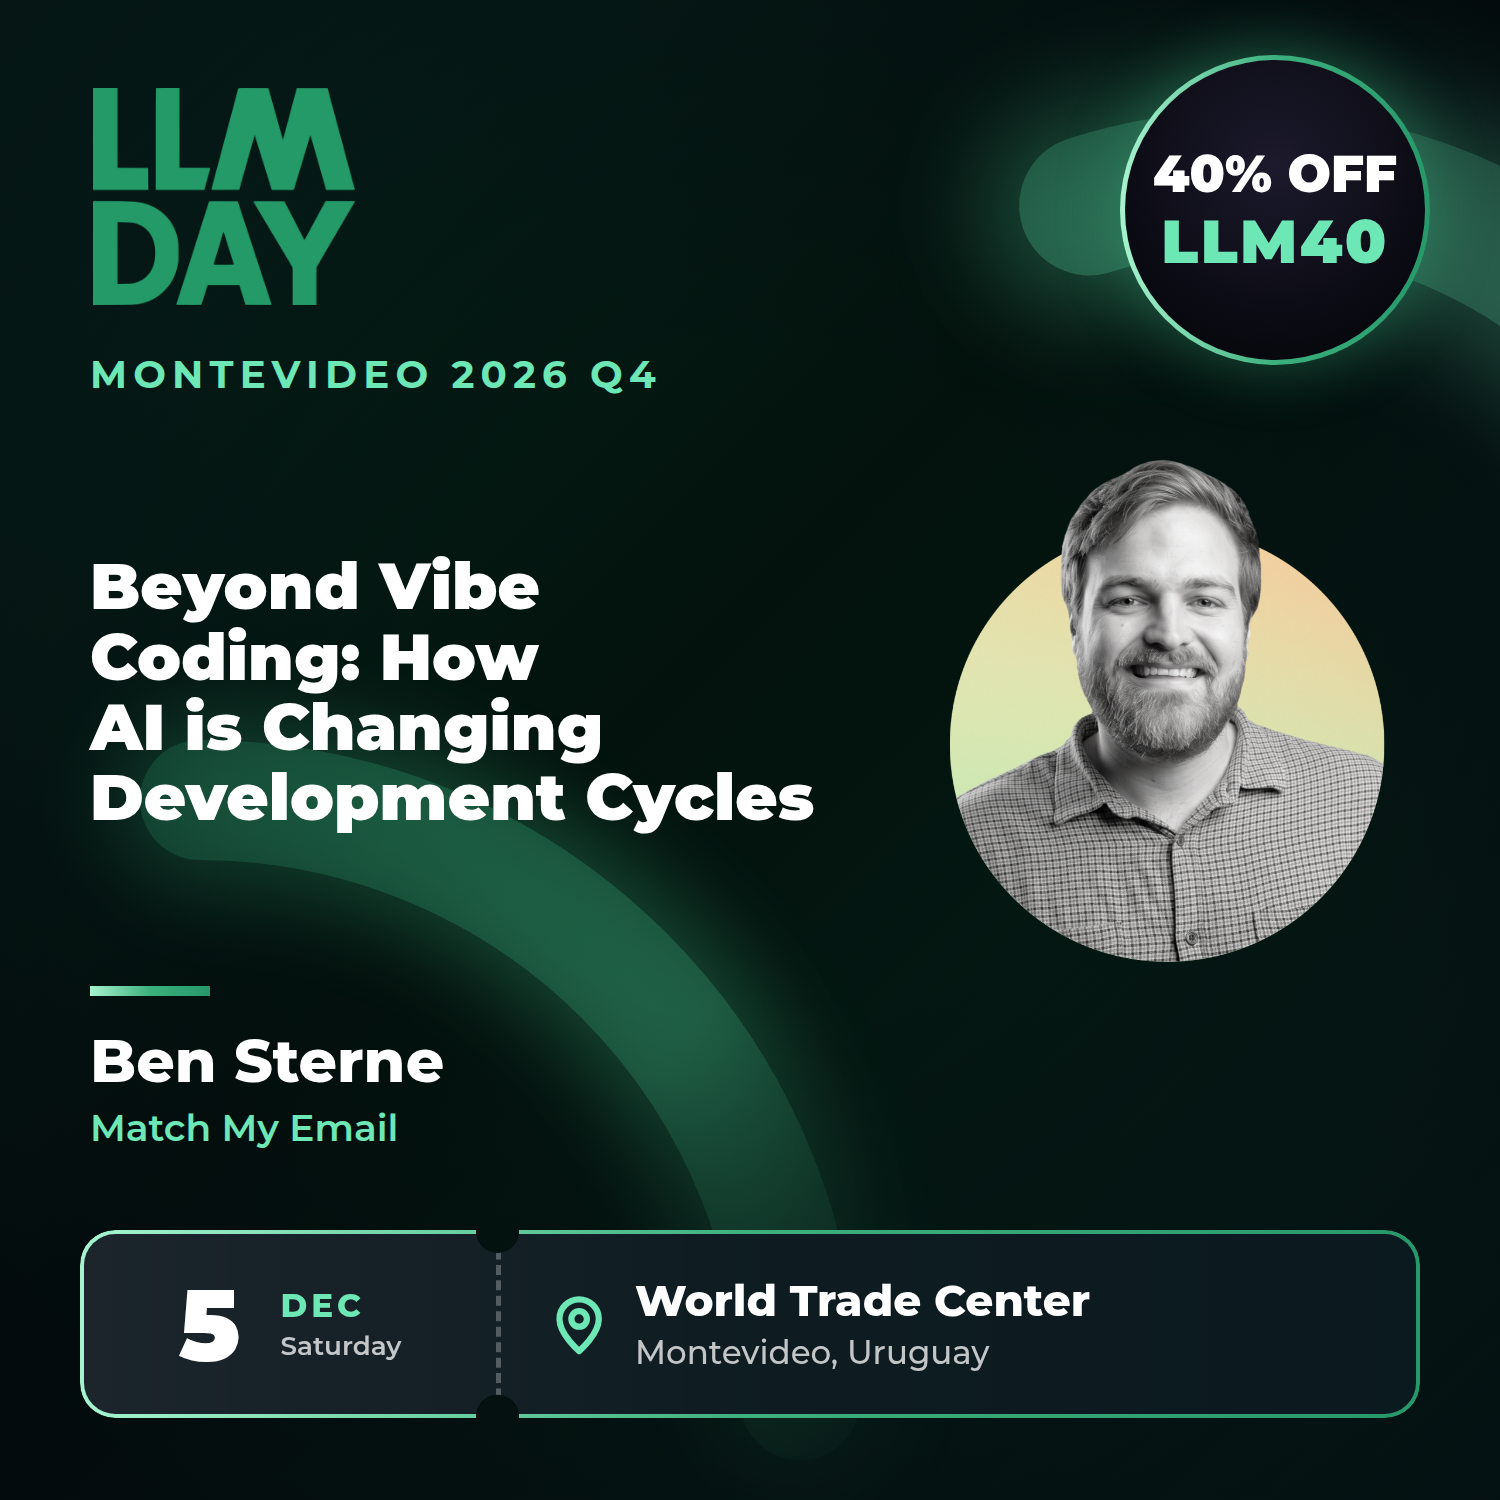 LLM
DAY
MONTEVIDEO 2026 Q4
40% OFF
LLM40
Beyond Vibe
Coding: How
AI is Changing
Development Cycles
Ben Sterne
Match My Email
5
DEC
Saturday
World Trade Center
Montevideo, Uruguay